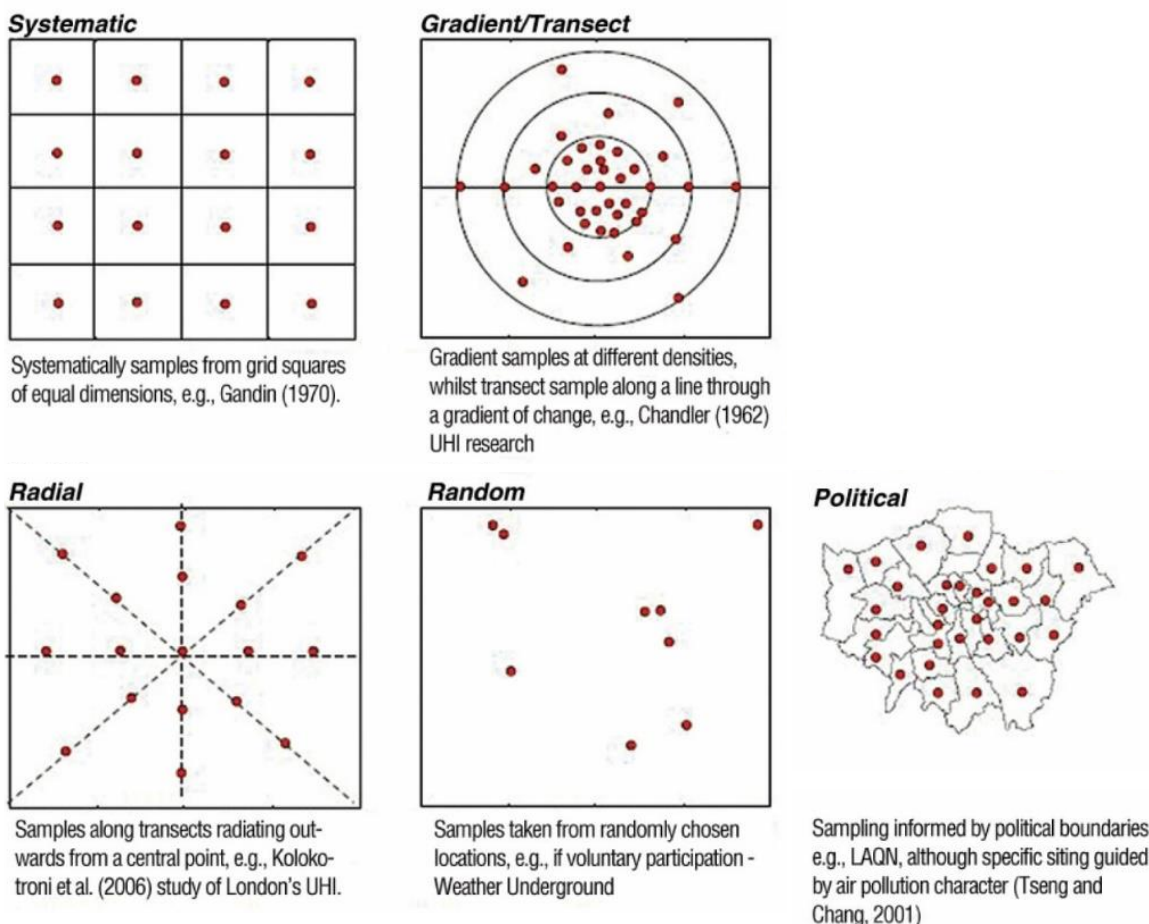 Systematic
Systematically samples from grid squares
of equal dimensions, e.g., Gandin (1970).
Gradient/Transect
Gradient samples at different densities,
whilst transect sample along a line through
a gradient of change, e.g., Chandler (1962)
UHI research
Radial
Samples along transects radiating out-
wards from a central point, e.g., Koloko-
troni et al. (2006) study of London's UHI.
Random
Samples taken from randomly chosen
locations, e.g., if voluntary participation -
Weather Underground
Political
Sampling informed by political boundaries
e.g., LAQN, although specific siting guided
by air pollution character (Tseng and
Chang, 2001)